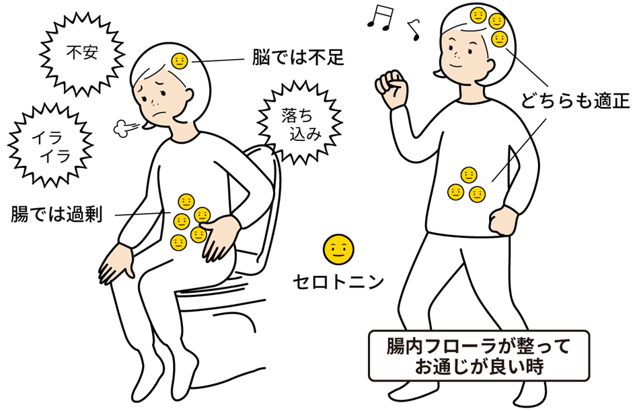 不安
脳では不足
イラ
イラ
落ち
込み
腸では過剰
セロトニン
どちらも適正
腸内フローラが整って
お通じが良い時